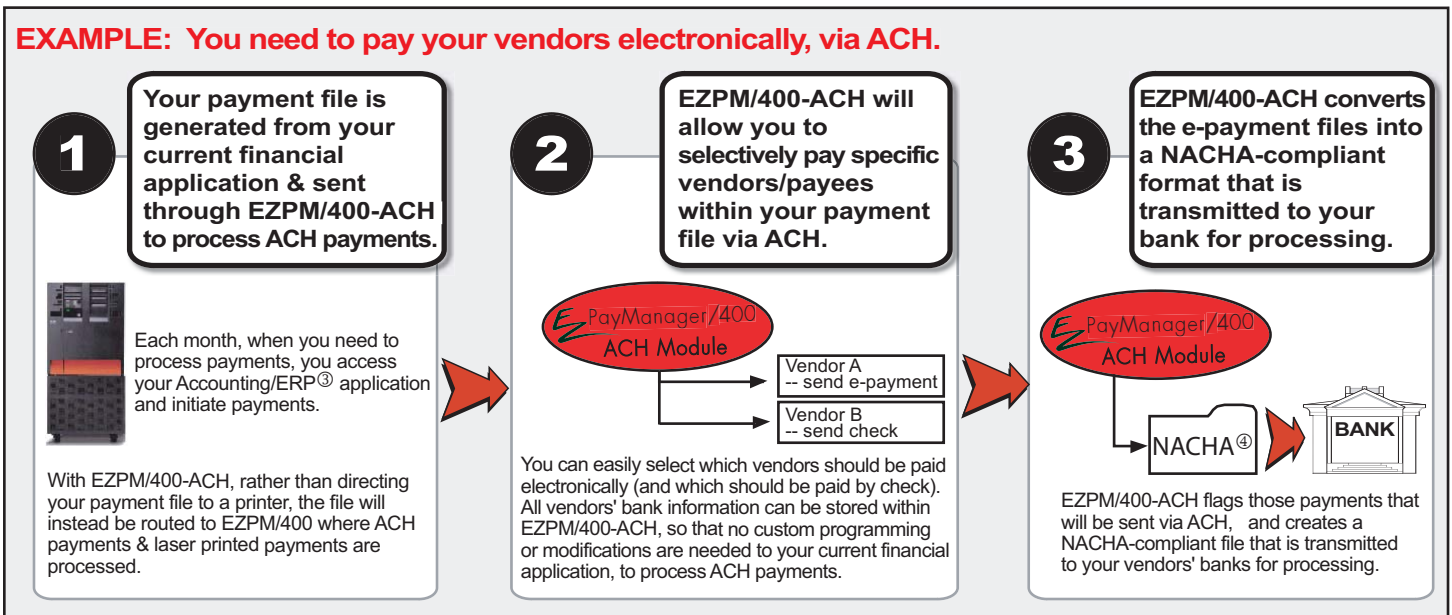 EXAMPLE: You need to pay your vendors electronically, via ACH.
1
Your payment file is
generated from your
current financial
application & sent
through EZPM/400-ACH
to process ACH payments.
Each month, when you need to
process payments, you access
your Accounting/ERP③ application
and initiate payments.
With EZPM/400-ACH, rather than directing
your payment file to a printer, the file will
instead be routed to EZPM/400 where ACH
payments & laser printed payments are
processed.
2
EZPM/400-ACH will
allow you to
selectively pay specific
vendors/payees
within your payment
file via ACH.
EZ PayManager/400
ACH Module
Vendor A
-- send e-payment
Vendor B
-- send check
You can easily select which vendors should be paid
electronically (and which should be paid by check).
All vendors' bank information can be stored within
EZPM/400-ACH, so that no custom programming
or modifications are needed to your current financial
application, to process ACH payments.
3
EZPM/400-ACH converts
the e-payment files into
a NACHA-compliant
format that is
transmitted to your
bank for processing.
EZ PayManager/400
ACH Module
NACHA④
BANK
EZPM/400-ACH flags those payments that
will be sent via ACH, and creates a
NACHA-compliant file that is transmitted
to your vendors' banks for processing.